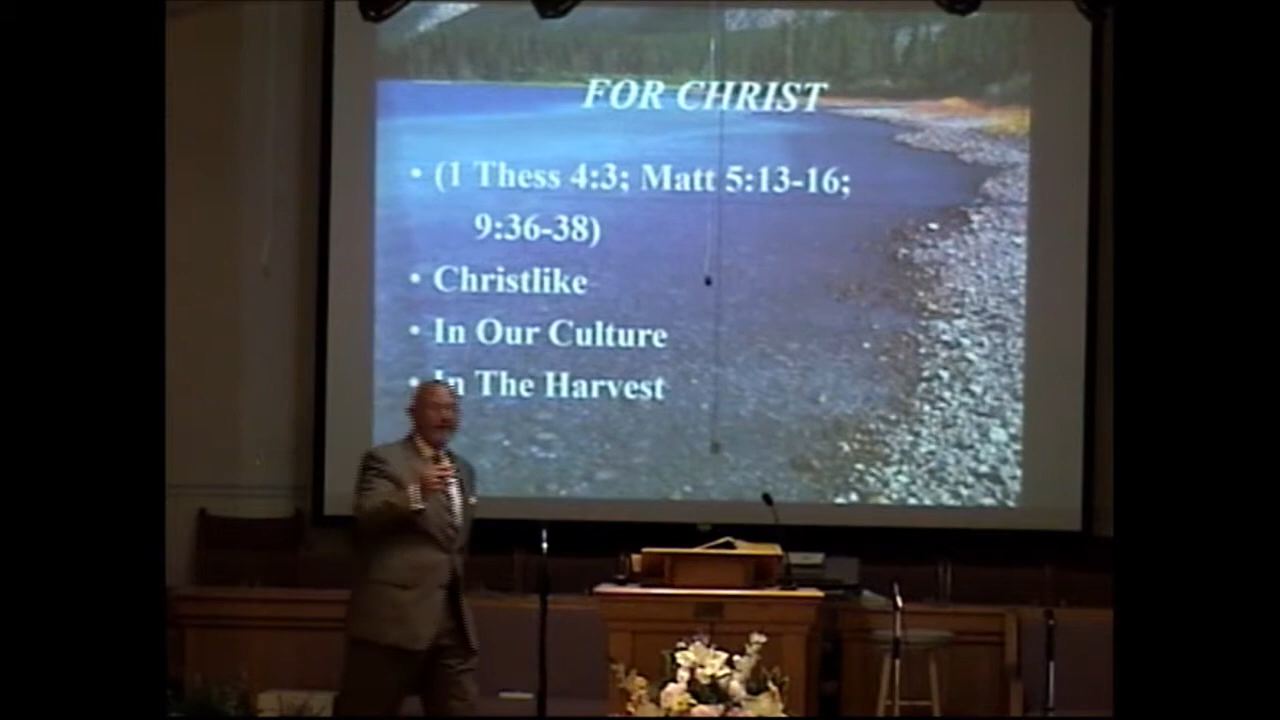 FOR CHRIST
• (1 Thess 4:3; Matt 5:13-16;
9:36-38)
• Christlike
• In Our Culture
• In The Harvest